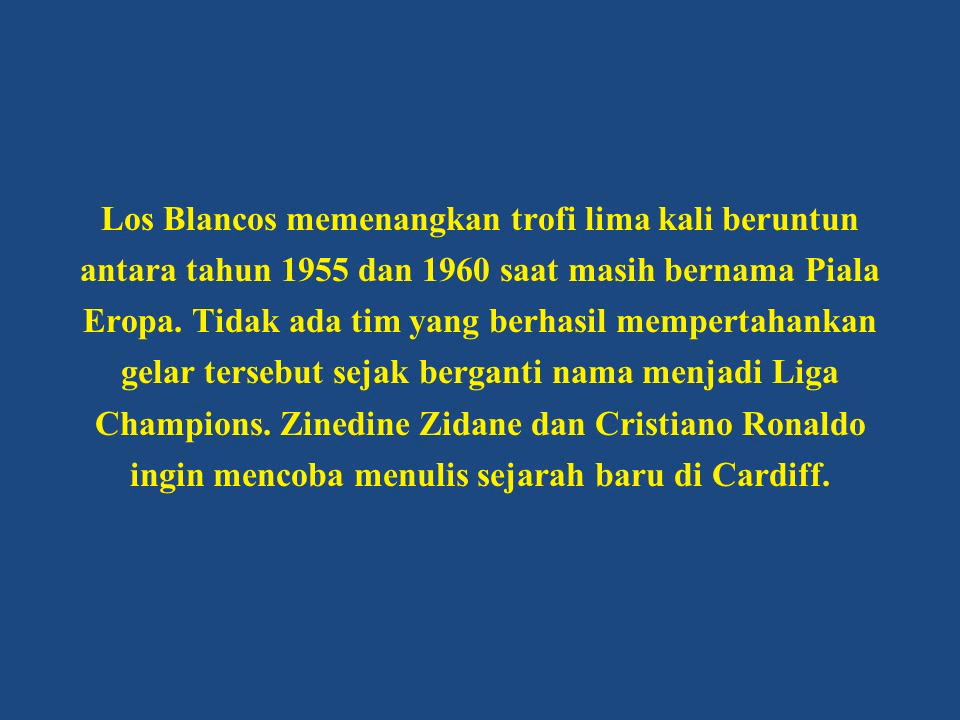 Los Blancos memenangkan trofi lima kali beruntun
antara tahun 1955 dan 1960 saat masih bernama Piala
Eropa. Tidak ada tim yang berhasil mempertahankan
gelar tersebut sejak berganti nama menjadi Liga
Champions. Zinedine Zidane dan Cristiano Ronaldo
ingin mencoba menulis sejarah baru di Cardiff.